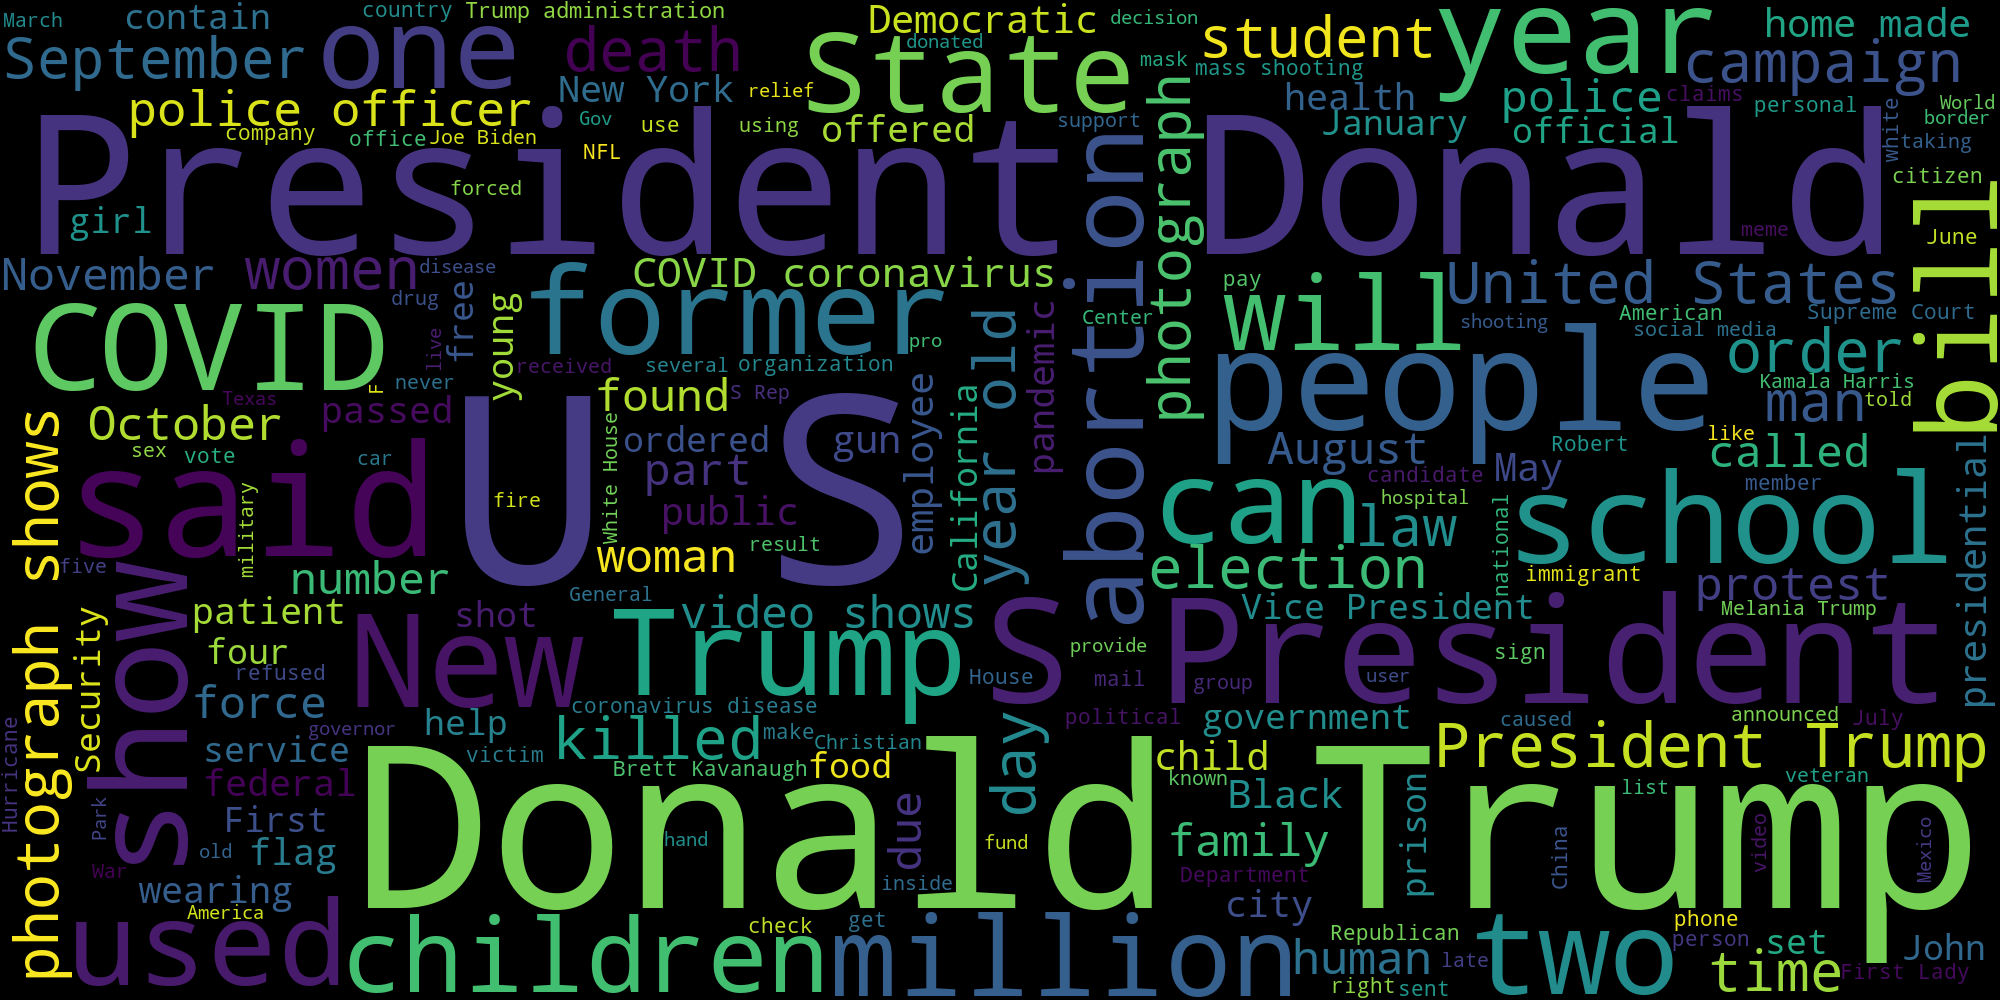 March
contain
country
Trump administration
Democratic
decision
year
home made
September
one
death
State
donated
mask
student
mass shooting
campaign
police officer
New York
relief
photograph
health
police
claims
personal
World
border
company
office
Joe Biden
Gov
use
using
offered
support
January
official
white
taking
NFL
President
Donald
forced
girl
abortion
citizen
bill
meme
June
November
women
disease
COVID coronavirus
former
will
pay
United States
drug
free
young
COVID
live
Center
shooting
American
social media
Supreme Court
people
order
received
several
organization
pro
year old
pandemic
never
F
Texas
passed
found
S Rep
employee
California
Kamala Harris
man
told
October
U S
ordered
gun
August
Robert
like
called
sex
vote
car
said
part
White House
candidate
May
member
presidential
photograph shows
military
fire
public
can
hospital
law
national
school
five
show
number
woman
result
election
immigrant
protest
General
patient
New
shot
Trump
video shows
S President
Vice President
Melania Trump
Security
four
refused
provide
sign
force
House
mail
group
user
Hurricane
governor
help
coronavirus disease
day
political
government
caused
announced
July
service
victim
killed
make
Christian
child
President Trump
federal
Brett Kavanaugh
food
known
list
veteran
Park
First
Donald Trump
due
Black
prison
old
flag
hand
fund
family
China
video
Mexico
War
wearing
inside
Department
America
city
used
children
check
get
million
human
Republican
two
phone
person
set
John
late
right
sent
time
First Lady